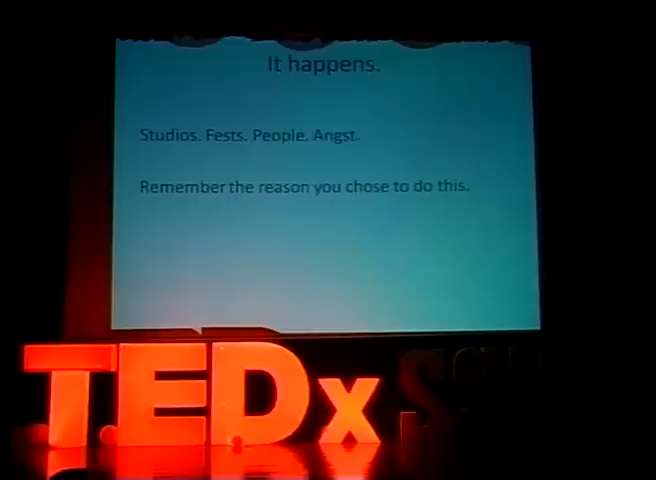 It happens.
Studios. Fests. People. Angst.
Remember the reason you chose to do this.
TEDx